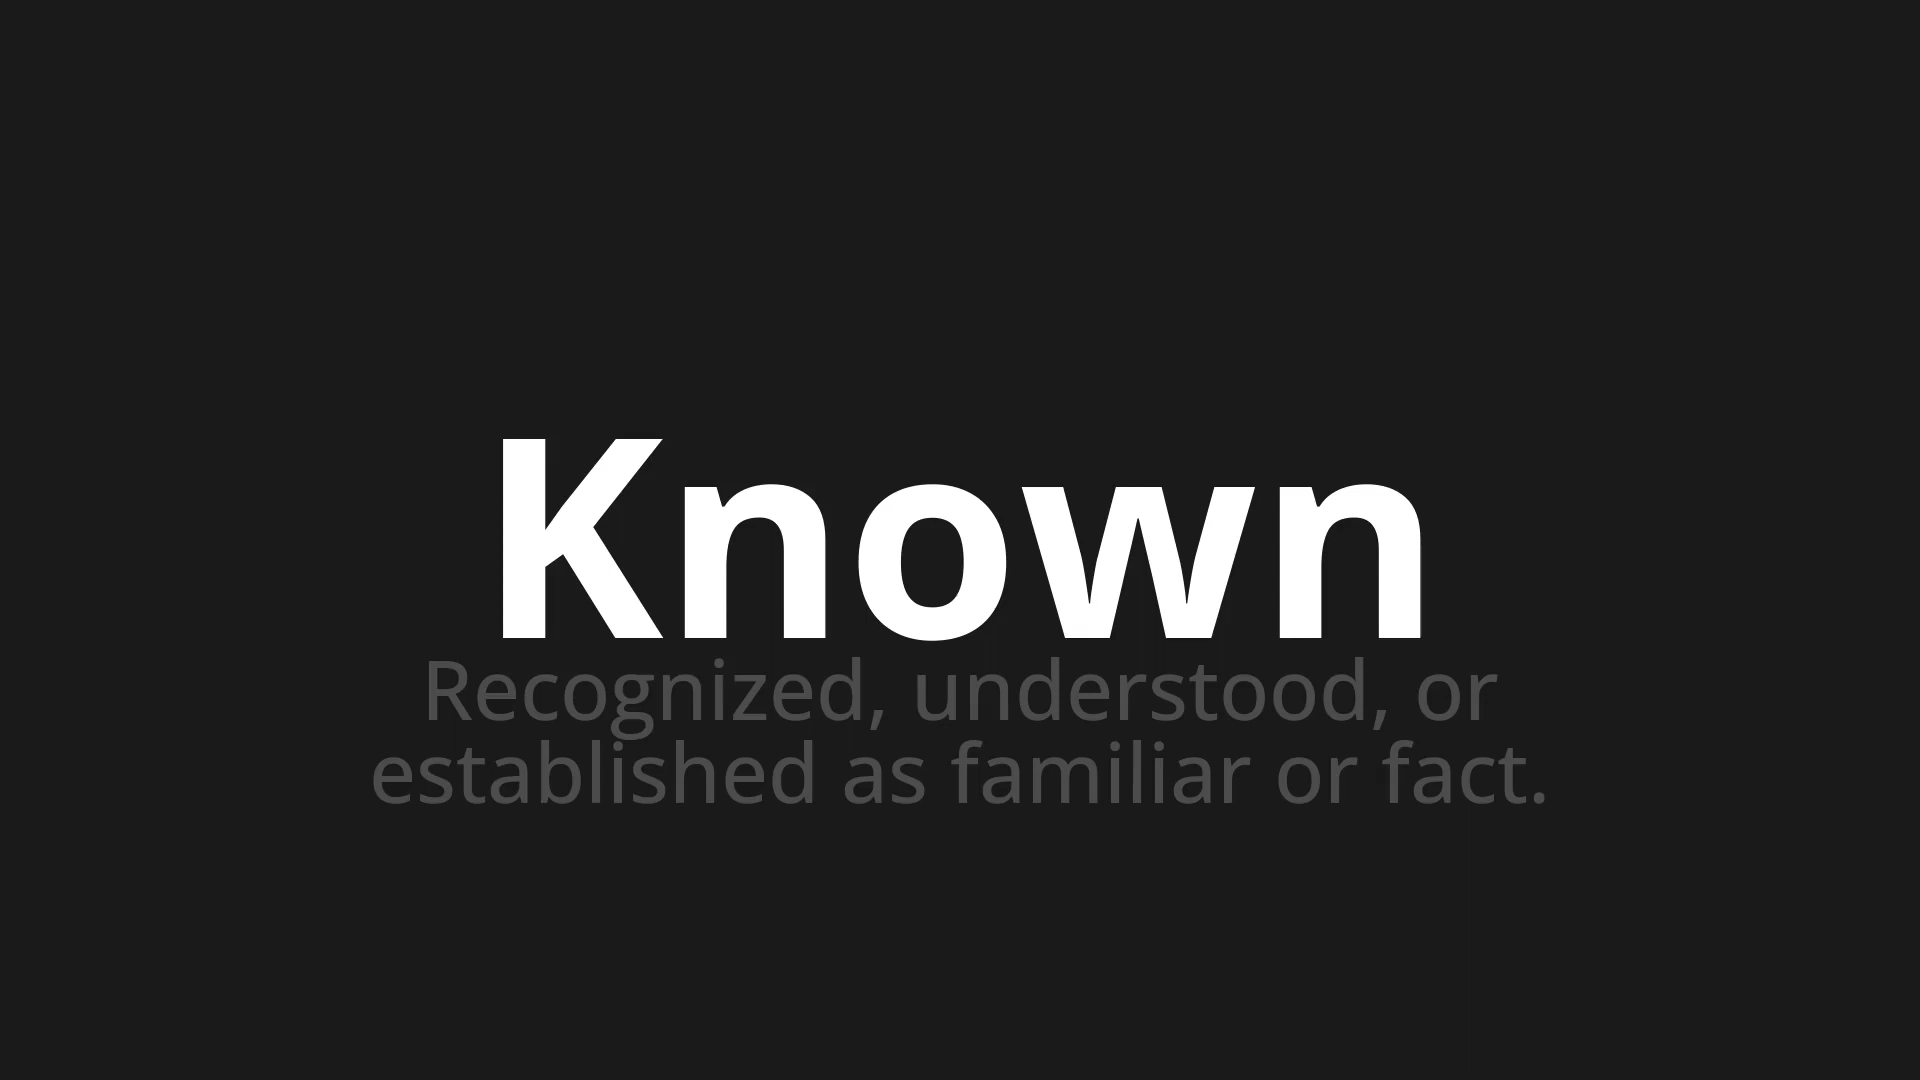 Known
Recognized, understood, or
established as familiar or fact.